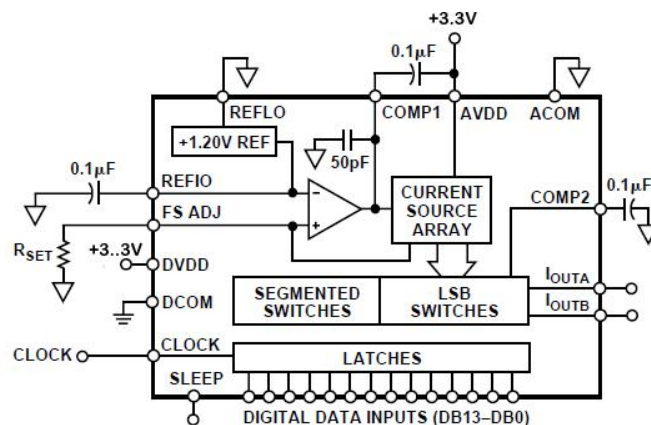 +3.3V
0.1µF
REFLO
COMP1
AVDD
ACOM
+1.20V REF
50pF
0.1µF
REFIO
CURRENT
SOURCE
ARRAY
COMP2
0.1µF
FS ADJ
RSET
+3..3V
DVDD
DCOM
SEGMENTED
SWITCHES
LSB
SWITCHES
IOUTA
IOUTB
CLOCK
CLOCK
LATCHES
SLEEP
DIGITAL DATA INPUTS (DB13–DB0)